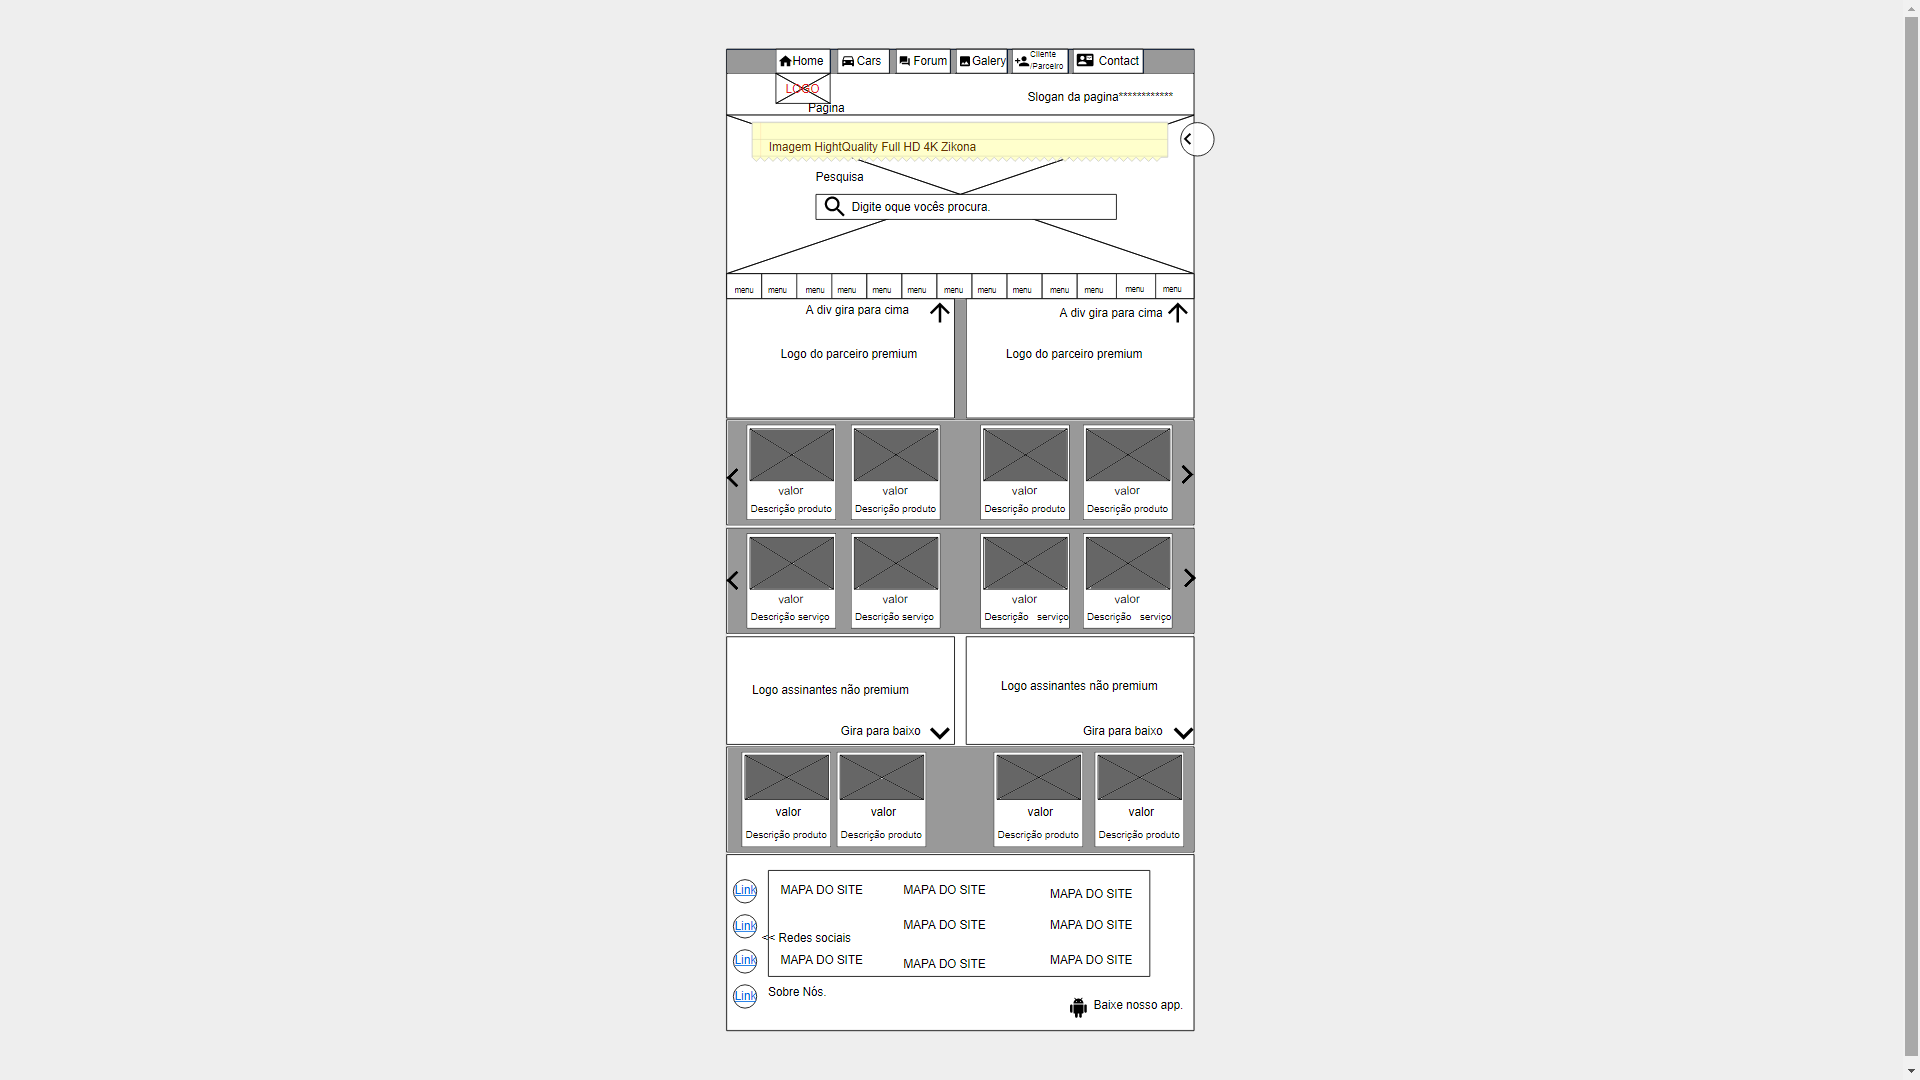 Home Cars Forum Galery Cliente /Parceiro Contact
LOGO
Pagina
Slogan da pagina************
Imagem HightQuality Full HD 4K Zikona
Pesquisa
Digite oque vocês procura.
menu menu menu menu menu menu menu menu menu menu menu menu menu
A div gira para cima A div gira para cima
Logo do parceiro premium Logo do parceiro premium
valor valor valor valor
Descrição produto Descrição produto Descrição produto Descrição produto
valor valor valor valor
Descrição serviço Descrição serviço Descrição serviço Descrição serviço
Logo assinantes não premium Logo assinantes não premium
Gira para baixo Gira para baixo
valor valor valor valor
Descrição produto Descrição produto Descrição produto Descrição produto
Link MAPA DO SITE MAPA DO SITE MAPA DO SITE
Link MAPA DO SITE MAPA DO SITE
<< Redes sociais
Link MAPA DO SITE MAPA DO SITE MAPA DO SITE
Link Sobre Nós.
Baixe nosso app.